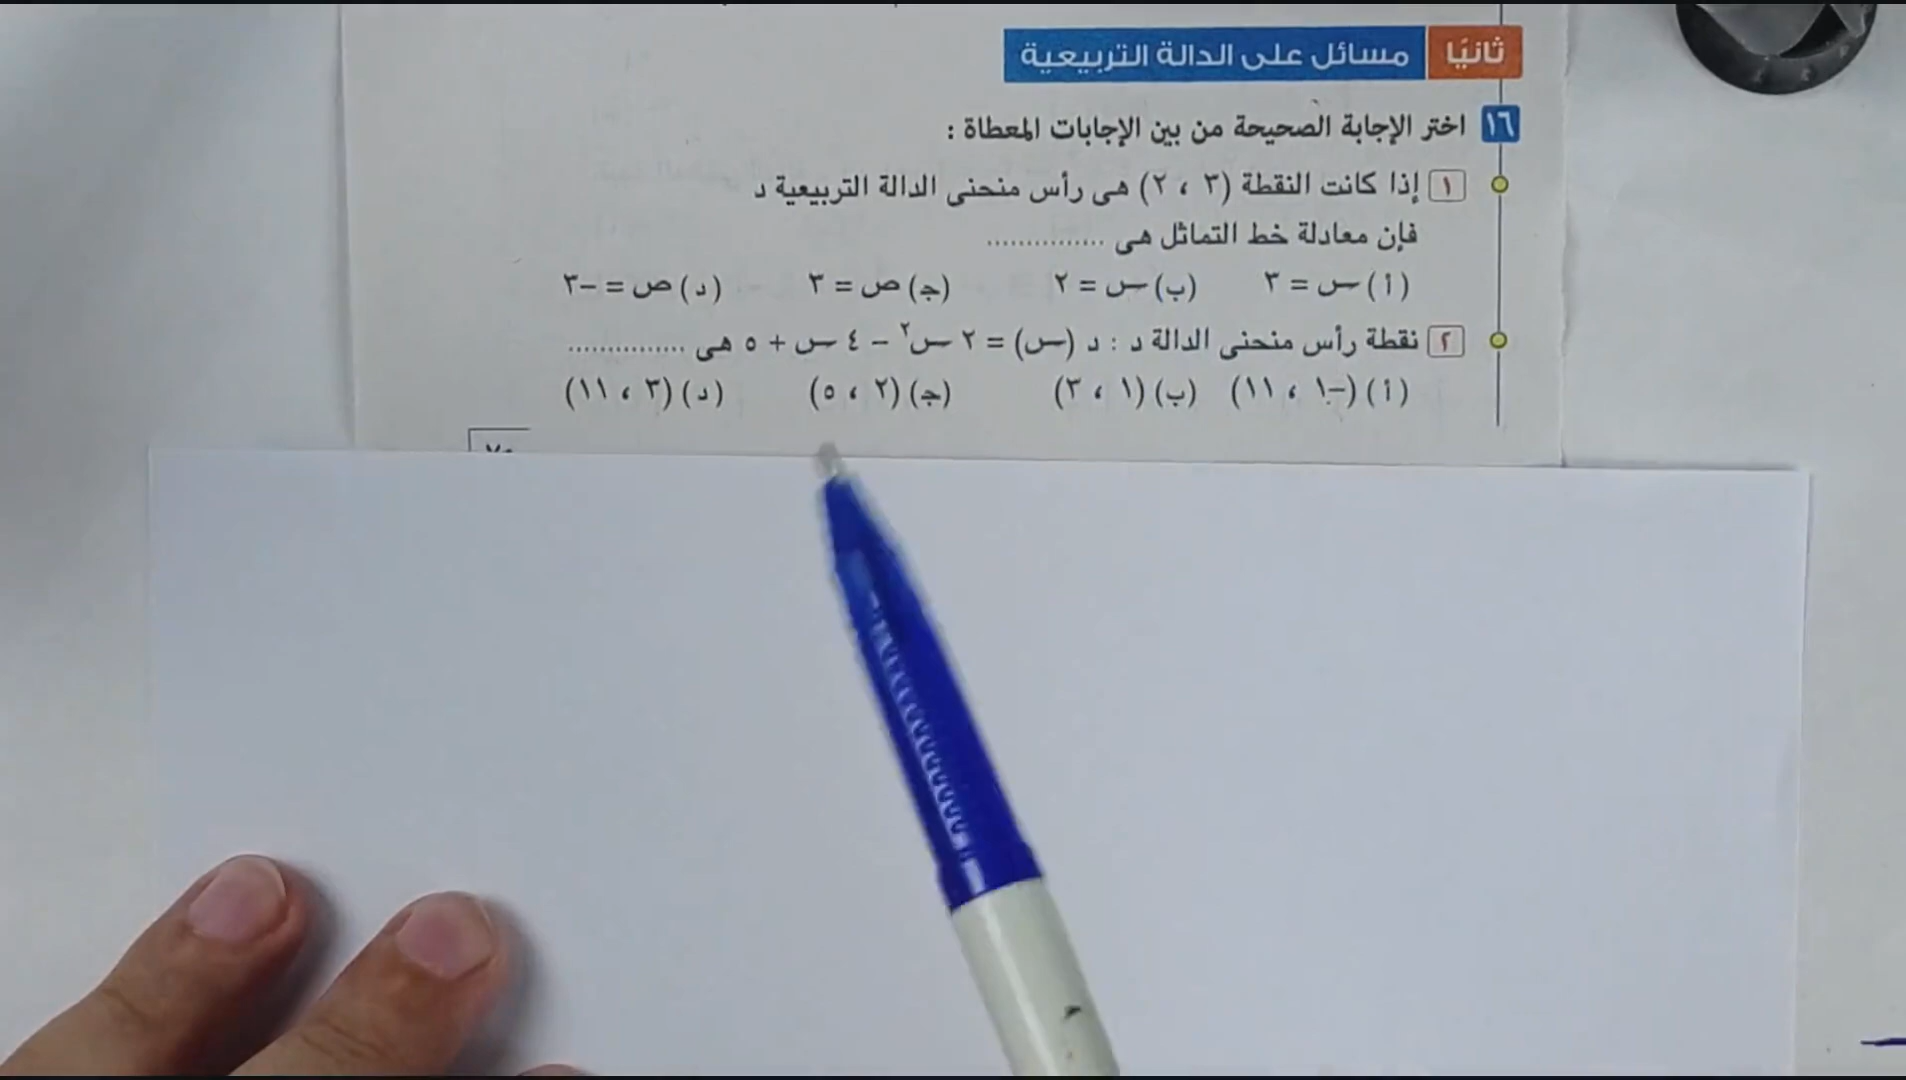 ثانيًا مسائل على الدالة التربيعية
١٦ اختر الإجابة الصحيحة من بين الإجابات المعطاة :
١ إذا كانت النقطة (٣ ، ٢) هى رأس منحنى الدالة التربيعية د
فإن معادلة خط التماثل هى ...............
(أ) س = ٣ (ب) س = ٢ (جـ) ص = ٣ (د) ص = -٣
٢ نقطة رأس منحنى الدالة د : د (س) = ٢ س٢ - ٤ س + ٥ هى ...............
(أ) (-١ ، ١١) (ب) (١ ، ٣) (جـ) (٢ ، ٥) (د) (٣ ، ١١)